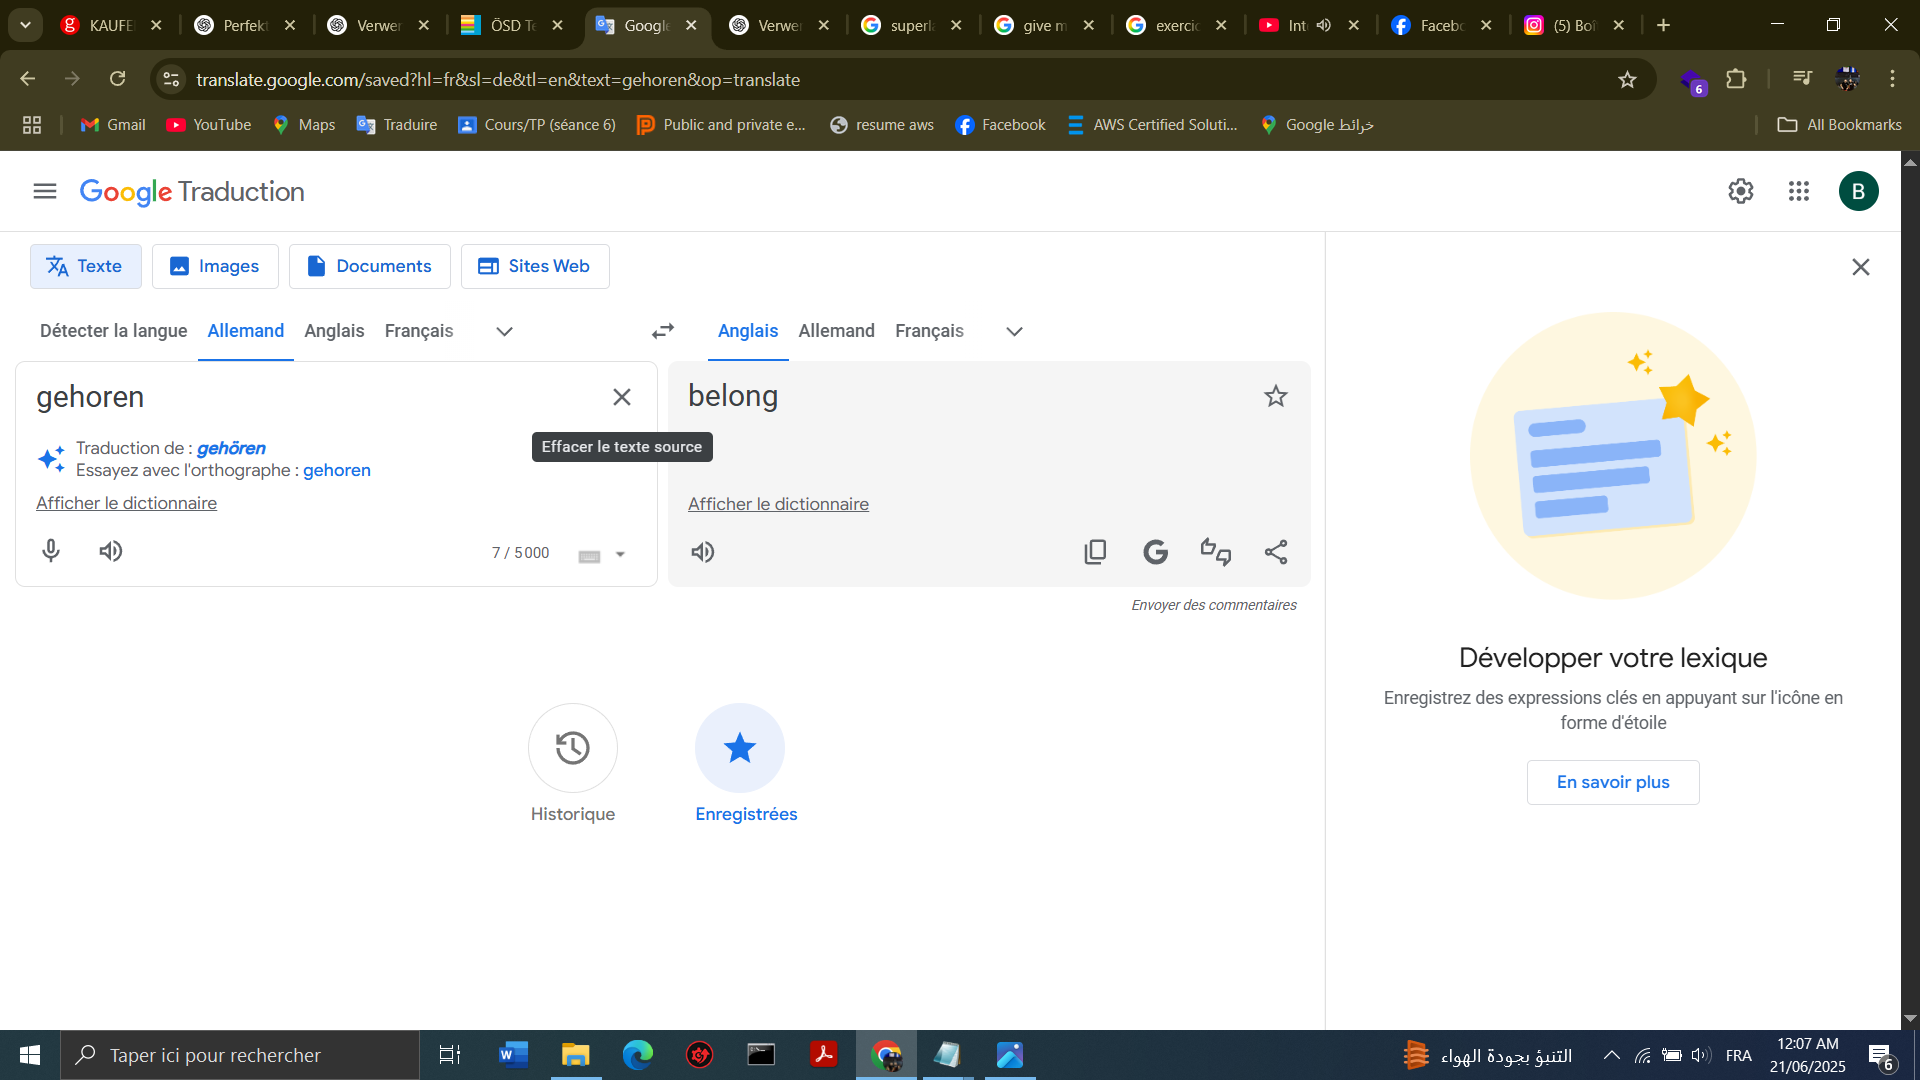 KAUFE
Perfekt
Verwer
ÖSD Te
Google
Verwer
superla
give m
exercic
Int
Facebo
(5) Boî
translate.google.com/saved?hl=fr&sl=de&tl=en&text=gehoren&op=translate
6
Gmail
YouTube
Maps
Traduire
Cours/TP (séance 6)
Public and private e...
resume aws
Facebook
AWS Certified Soluti...
خرائط Google
All Bookmarks
Google Traduction
B
Texte
Images
Documents
Sites Web
Détecter la langue
Allemand
Anglais
Français
Anglais
Allemand
Français
gehoren
belong
Traduction de : gehören
Essayez avec l'orthographe : gehoren
Effacer le texte source
Afficher le dictionnaire
Afficher le dictionnaire
7 / 5 000
Envoyer des commentaires
Historique
Enregistrées
Développer votre lexique
Enregistrez des expressions clés en appuyant sur l'icône en
forme d'étoile
En savoir plus
Taper ici pour rechercher
التنبؤ بجودة الهواء
FRA
12:07 AM
21/06/2025
6